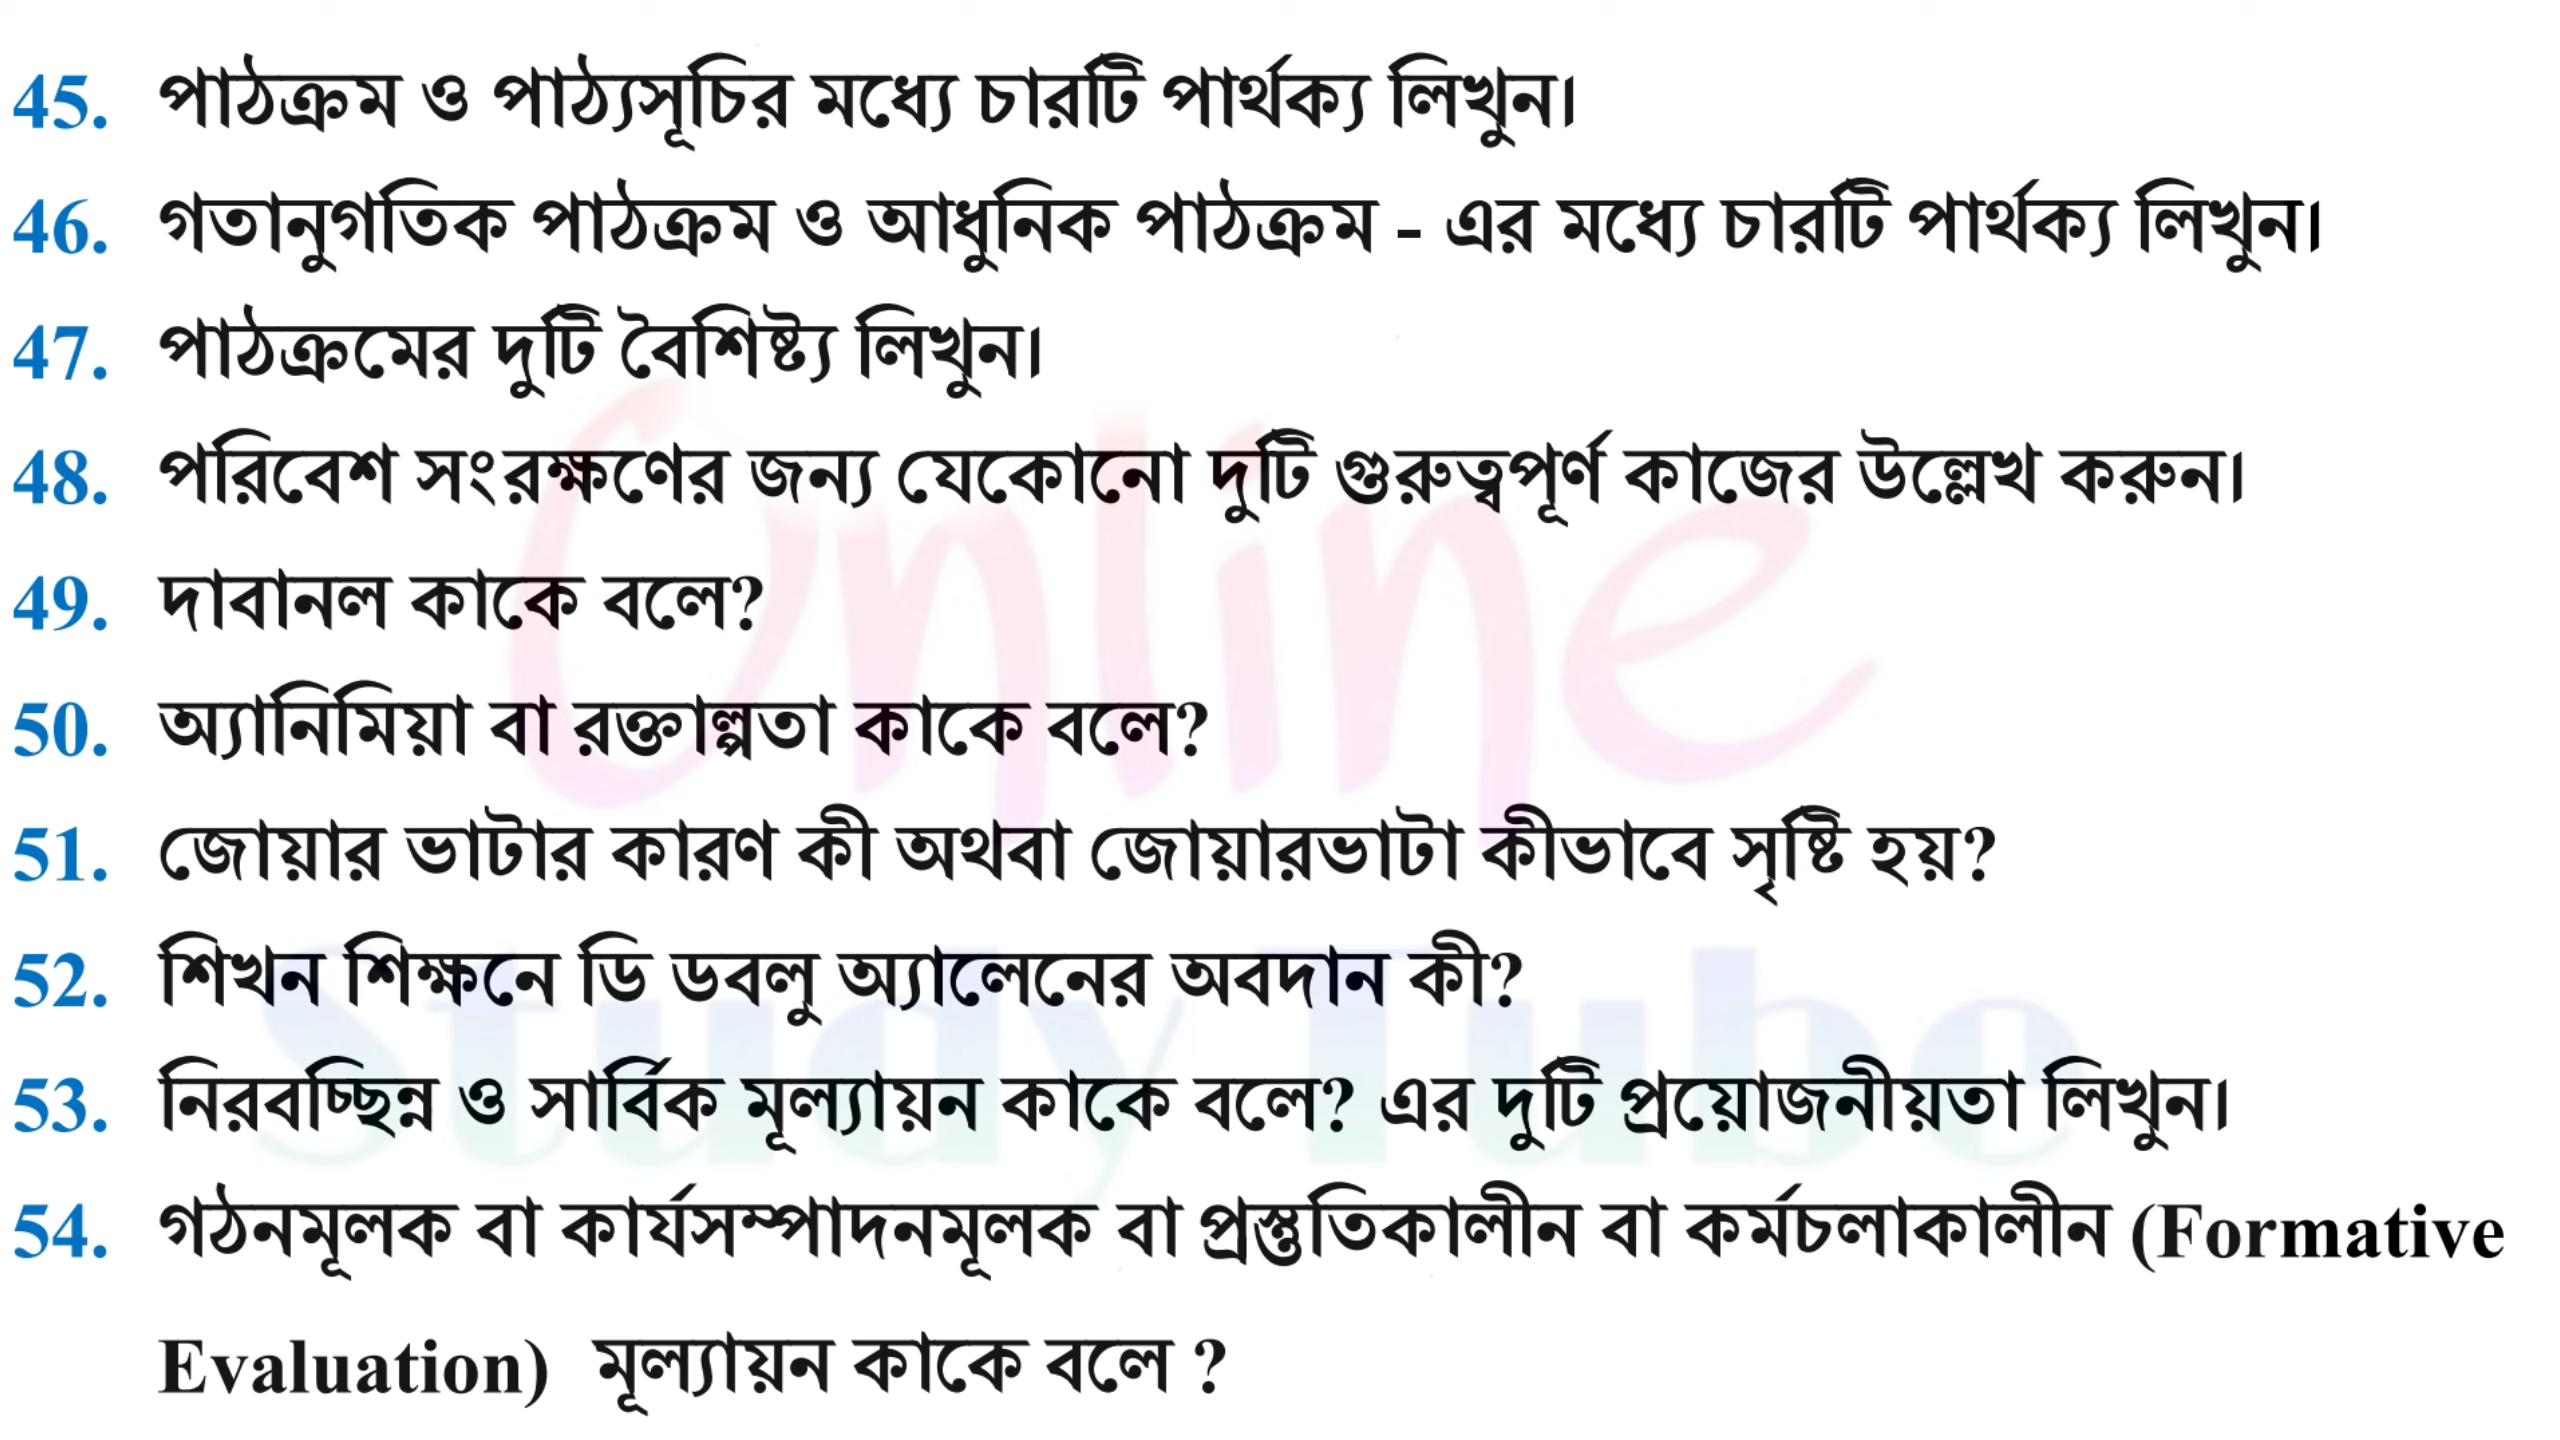 45. পাঠক্রম ও পাঠ্যসূচির মধ্যে চারটি পার্থক্য লিখুন।
46. গতানুগতিক পাঠক্রম ও আধুনিক পাঠক্রম - এর মধ্যে চারটি পার্থক্য লিখুন।
47. পাঠক্রমের দুটি বৈশিষ্ট্য লিখুন।
48. পরিবেশ সংরক্ষণের জন্য যেকোনো দুটি গুরুত্বপূর্ণ কাজের উল্লেখ করুন।
Online
49. দাবানল কাকে বলে?
50. অ্যানিমিয়া বা রক্তাল্পতা কাকে বলে?
51. জোয়ার ভাটার কারণ কী অথবা জোয়ারভাটা কীভাবে সৃষ্টি হয়?
52. শিখন শিক্ষনে ডি ডবলু অ্যালেনের অবদান কী?
Study Tube
53. নিরবচ্ছিন্ন ও সার্বিক মূল্যায়ন কাকে বলে? এর দুটি প্রয়োজনীয়তা লিখুন।
54. গঠনমূলক বা কার্যসম্পাদনমূলক বা প্রস্তুতিকালীন বা কর্মচলাকালীন (Formative
Evaluation) মূল্যায়ন কাকে বলে ?